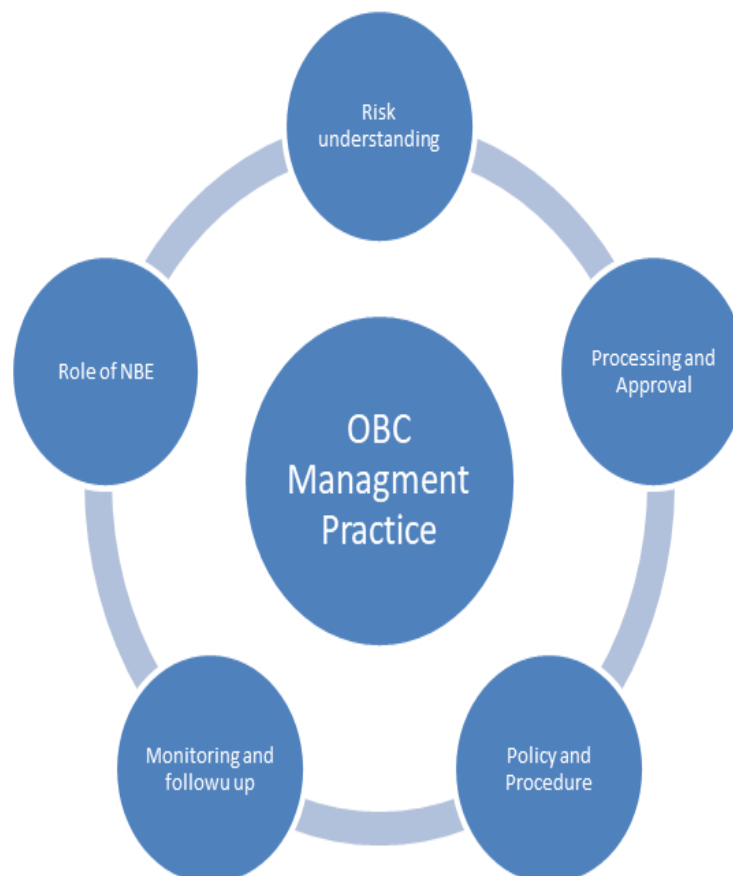 Risk
understanding
Role of NBE
Processing and
Approval
OBC
Managment
Practice
Monitoring and
followu up
Policy and
Procedure